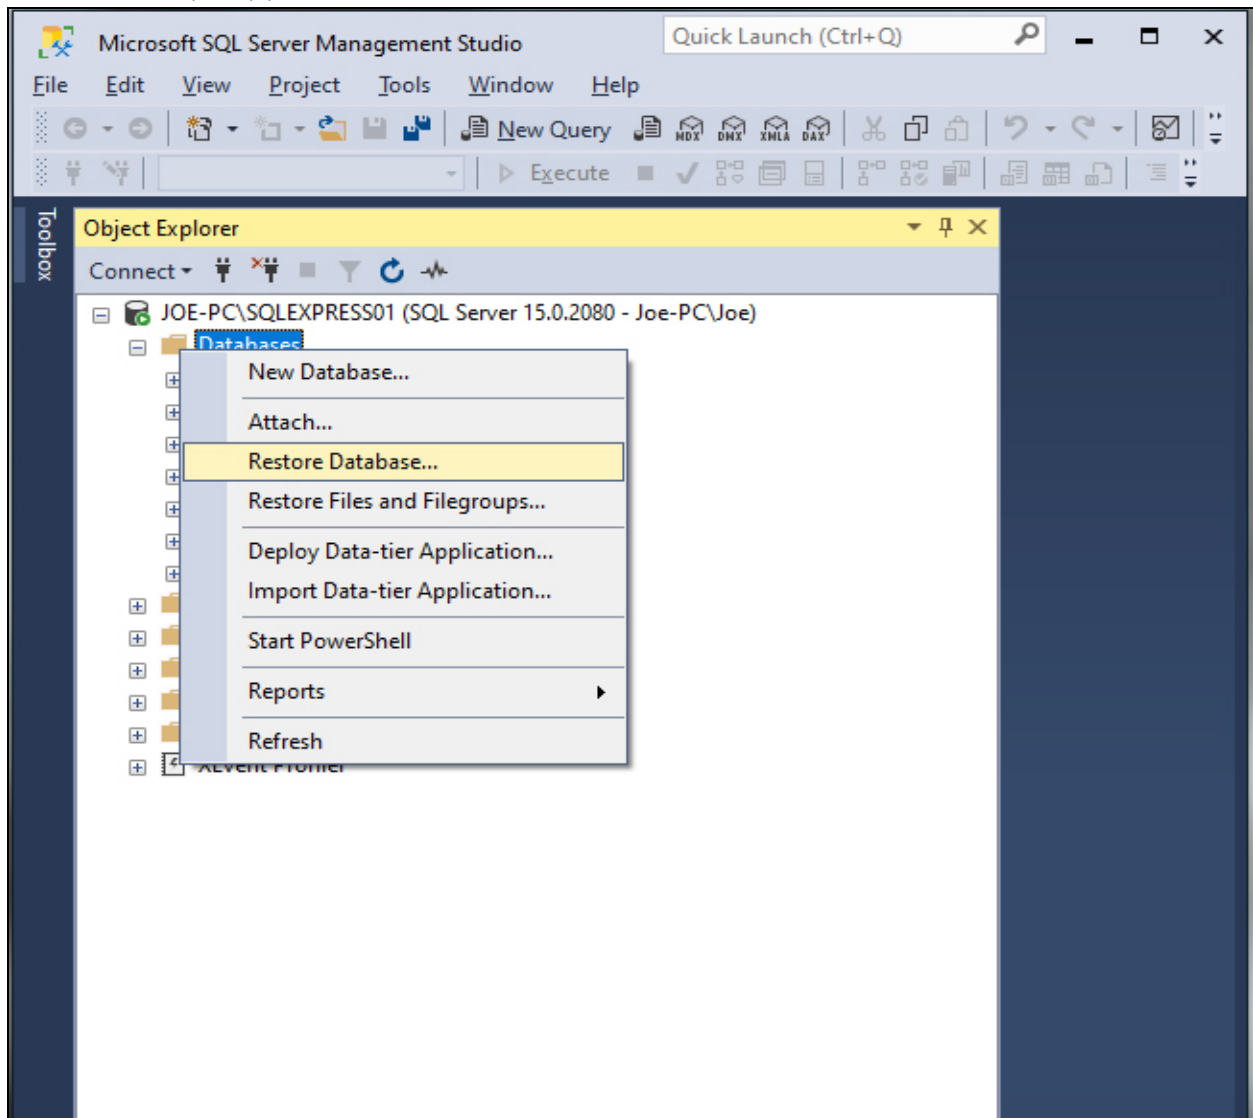 Microsoft SQL Server Management Studio
Quick Launch (Ctrl+Q)
File Edit View Project Tools Window Help
New Query MDX DMX XMLA DAX
Execute
Toolbox
Object Explorer
Connect
JOE-PC\SQLEXPRESS01 (SQL Server 15.0.2080 - Joe-PC\Joe)
Databases
New Database...
Attach...
Restore Database...
Restore Files and Filegroups...
Deploy Data-tier Application...
Import Data-tier Application...
Start PowerShell
Reports
Refresh
XEvent Profiler